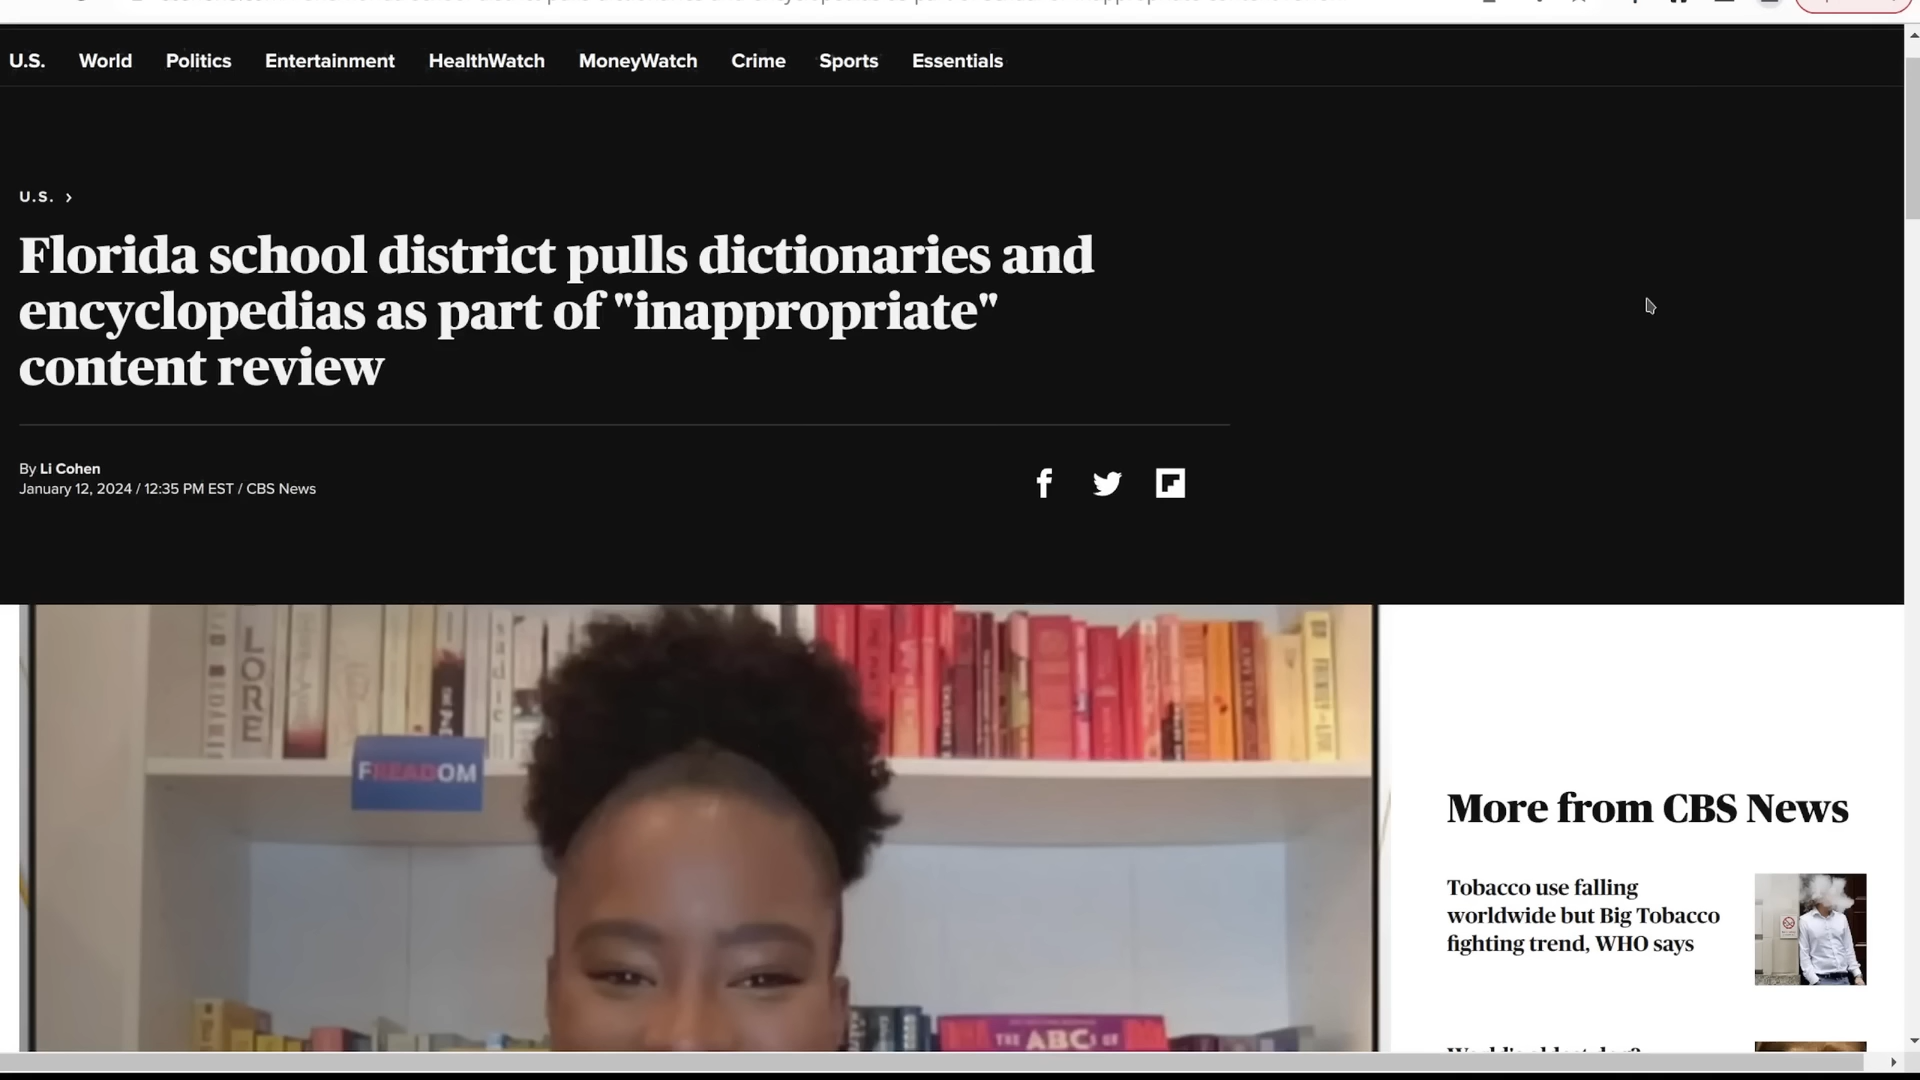 U.S. World Politics Entertainment HealthWatch MoneyWatch Crime Sports Essentials
U.S. >
Florida school district pulls dictionaries and
encyclopedias as part of "inappropriate"
content review
By Li Cohen
January 12, 2024 / 12:35 PM EST / CBS News
LORE
FREADOM
THE ABCs OF
More from CBS News
Tobacco use falling
worldwide but Big Tobacco
fighting trend, WHO says